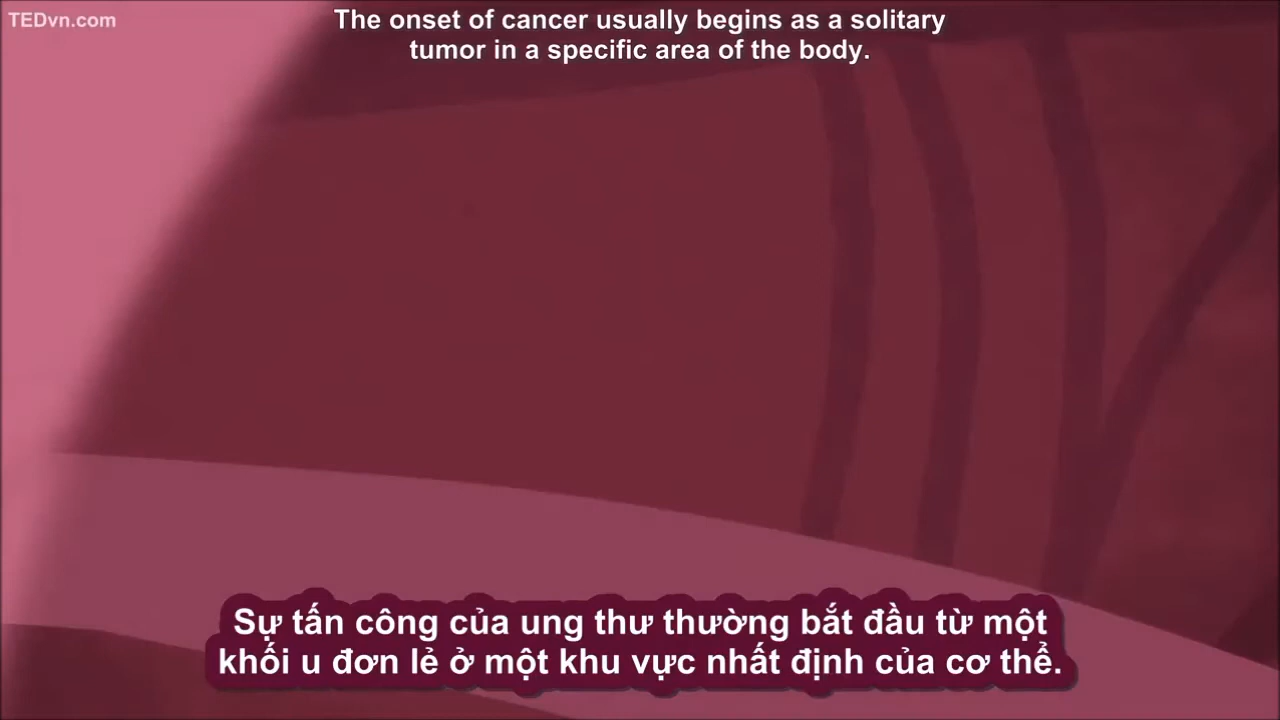 TEDvn.com
The onset of cancer usually begins as a solitary
tumor in a specific area of the body.
Sự tấn công của ung thư thường bắt đầu từ một
khối u đơn lẻ ở một khu vực nhất định của cơ thể.